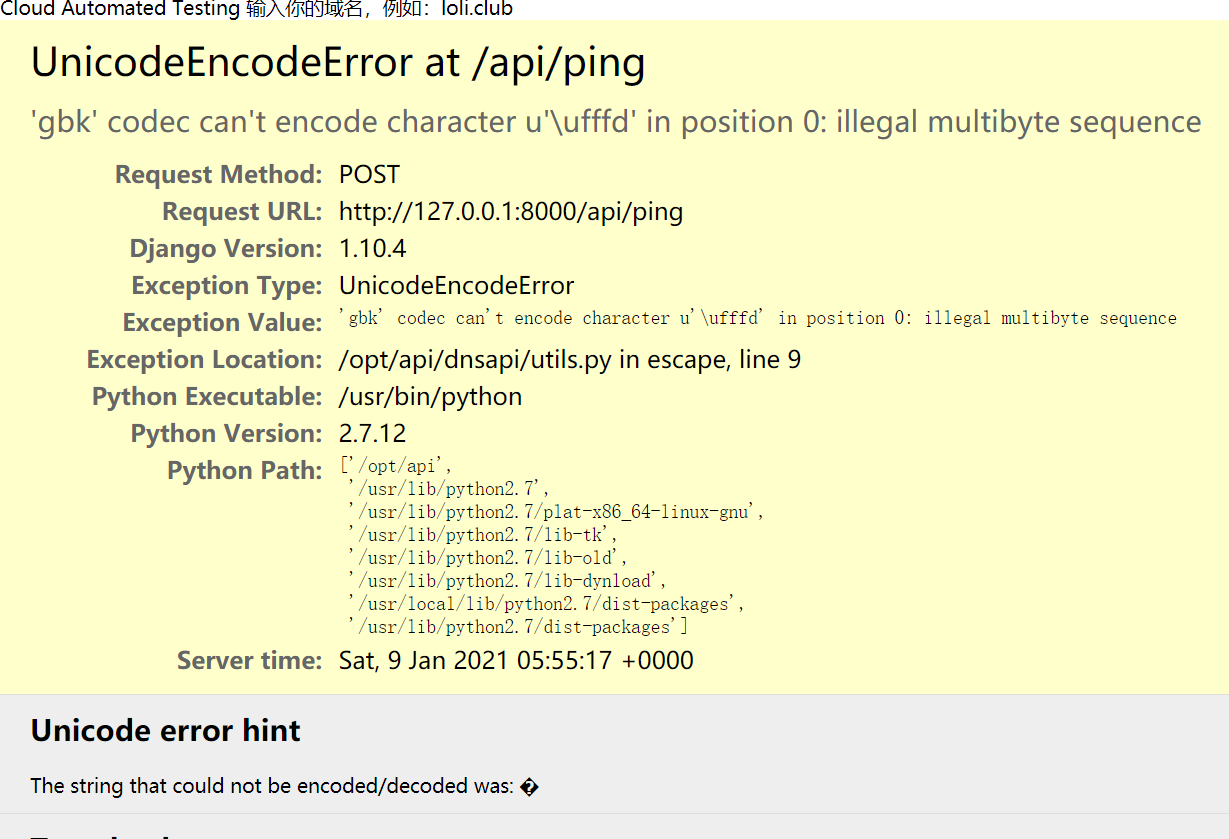 Cloud Automated Testing 输入你的域名，例如：loli.club
UnicodeEncodeError at /api/ping
'gbk' codec can't encode character u'\ufffd' in position 0: illegal multibyte sequence
Request Method: POST
Request URL: http://127.0.0.1:8000/api/ping
Django Version: 1.10.4
Exception Type: UnicodeEncodeError
Exception Value: 'gbk' codec can't encode character u'\ufffd' in position 0: illegal multibyte sequence
Exception Location: /opt/api/dnsapi/utils.py in escape, line 9
Python Executable: /usr/bin/python
Python Version: 2.7.12
Python Path: ['/opt/api',
'/usr/lib/python2.7',
'/usr/lib/python2.7/plat-x86_64-linux-gnu',
'/usr/lib/python2.7/lib-tk',
'/usr/lib/python2.7/lib-old',
'/usr/lib/python2.7/lib-dynload',
'/usr/local/lib/python2.7/dist-packages',
'/usr/lib/python2.7/dist-packages']
Server time: Sat, 9 Jan 2021 05:55:17 +0000
Unicode error hint
The string that could not be encoded/decoded was: �